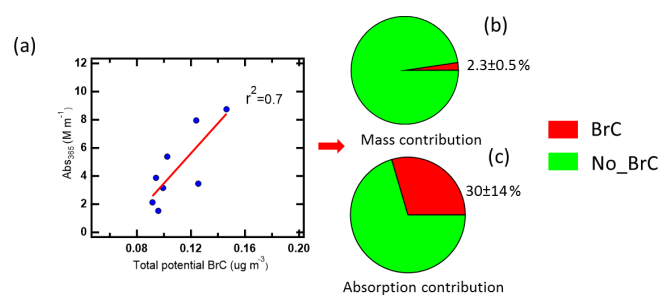 (a)
r²=0.7
12
10
8
6
4
2
0
Abs₃₆₅ (M m⁻¹)
0.08 0.12 0.16 0.20
Total potential BrC (ug m⁻³)
(b)
2.3±0.5%
Mass contribution
(c)
30±14%
Absorption contribution
BrC
No_BrC